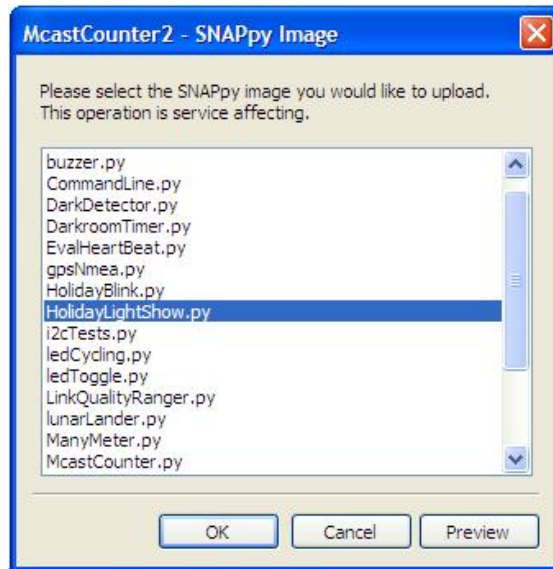 McastCounter2 - SNAPpy Image
Please select the SNAPpy image you would like to upload.
This operation is service affecting.
buzzer.py
CommandLine.py
DarkDetector.py
DarkroomTimer.py
EvalHeartBeat.py
gpsNmea.py
HolidayBlink.py
HolidayLightShow.py
i2cTests.py
ledCycling.py
ledToggle.py
LinkQualityRanger.py
lunarLander.py
ManyMeter.py
McastCounter.py
OK Cancel Preview